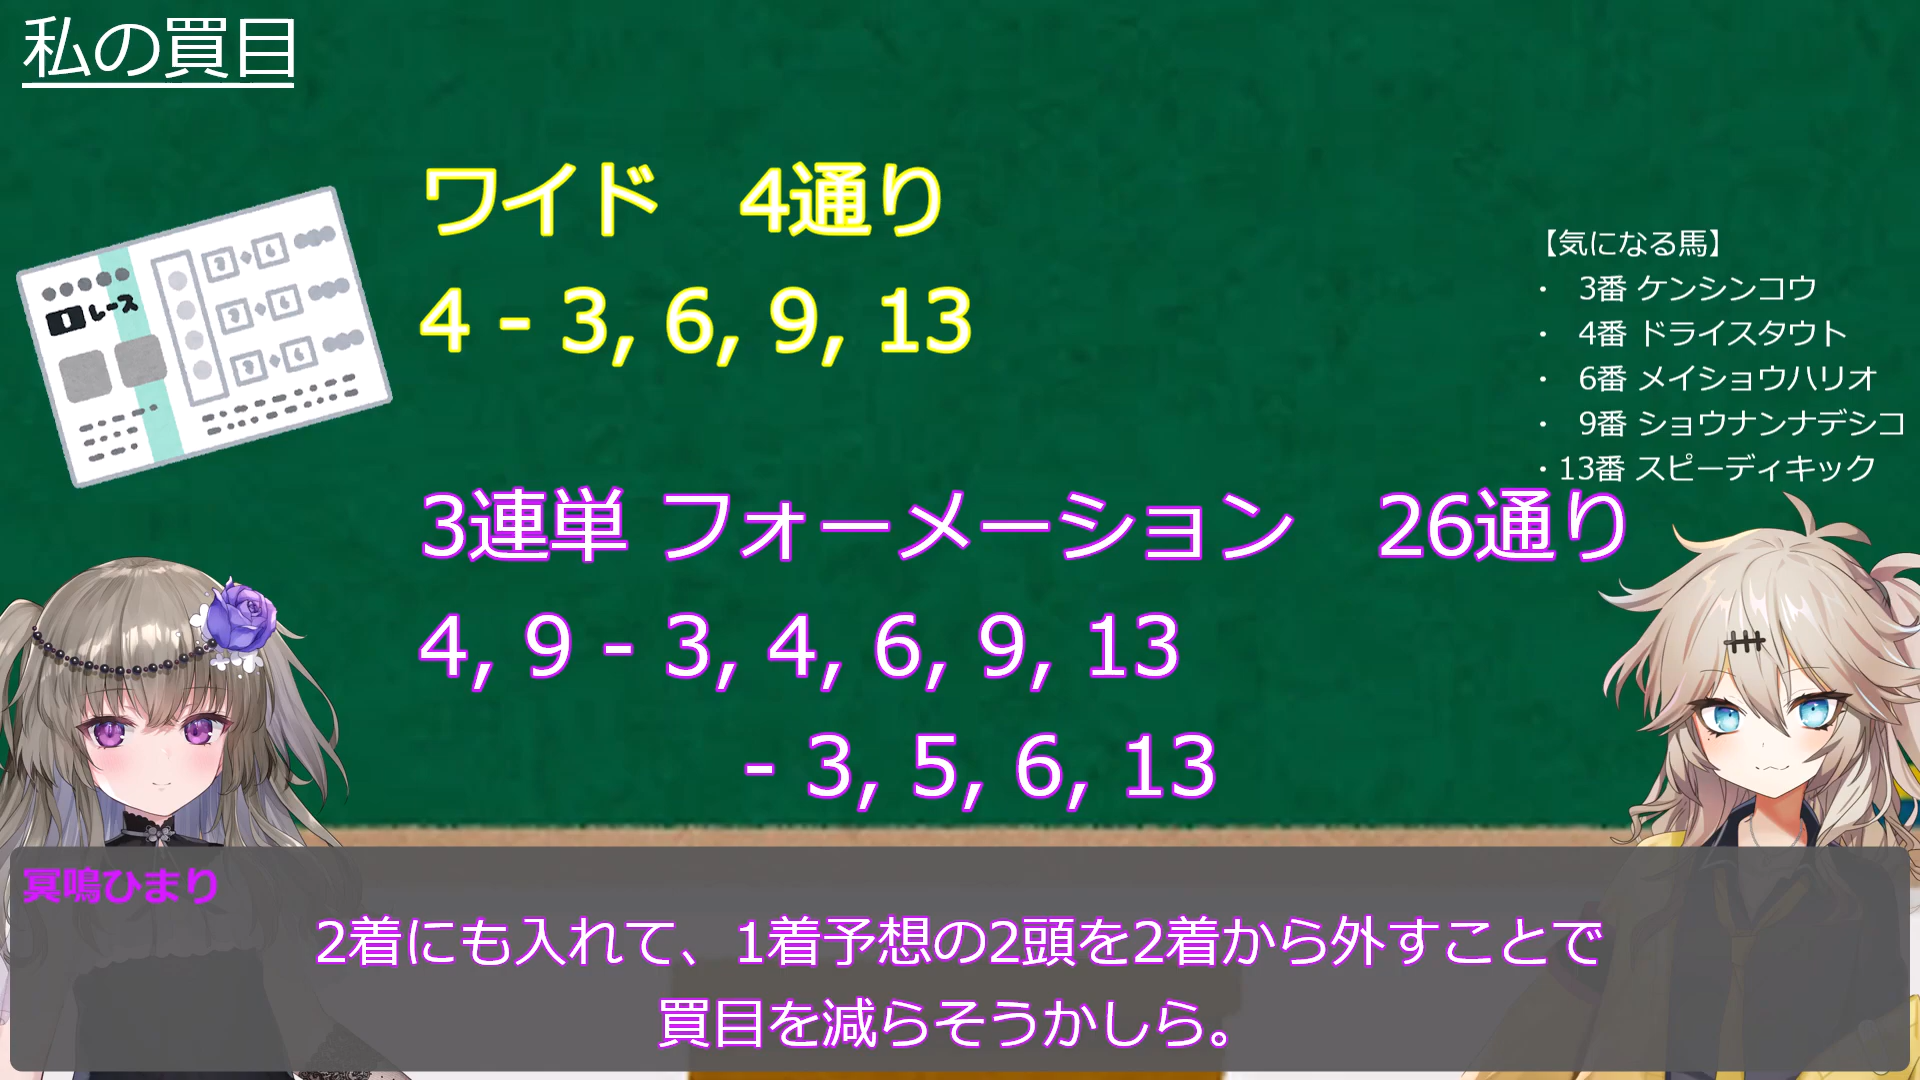 私の買目
ワイド　4通り
4 - 3, 6, 9, 13
【気になる馬】
・　3番 ケンシンコウ
・　4番 ドライスタウト
・　6番 メイショウハリオ
・　9番 ショウナンナデシコ
・13番 スピーディキック
レース
3連単 フォーメーション　26通り
4, 9 - 3, 4, 6, 9, 13
- 3, 5, 6, 13
冥鳴ひまり
2着にも入れて、1着予想の2頭を2着から外すことで
買目を減らそうかしら。